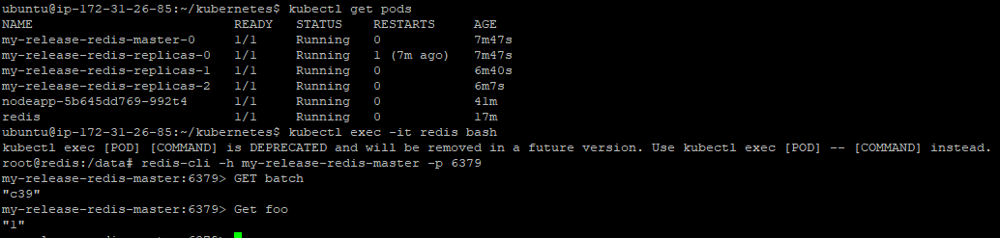 ubuntu@ip-172-31-26-85:~/kubernetes$ kubectl get pods
NAME READY STATUS RESTARTS AGE
my-release-redis-master-0 1/1 Running 0 7m47s
my-release-redis-replicas-0 1/1 Running 1 (7m ago) 7m47s
my-release-redis-replicas-1 1/1 Running 0 6m40s
my-release-redis-replicas-2 1/1 Running 0 6m7s
nodeapp-5b645dd769-992t4 1/1 Running 0 41m
redis 1/1 Running 0 17m
ubuntu@ip-172-31-26-85:~/kubernetes$ kubectl exec -it redis bash
kubectl exec [POD] [COMMAND] is DEPRECATED and will be removed in a future version. Use kubectl exec [POD] -- [COMMAND] instead.
root@redis:/data# redis-cli -h my-release-redis-master -p 6379
my-release-redis-master:6379> GET batch
"c39"
my-release-redis-master:6379> Get foo
"1"
my-release-redis-master:6379>